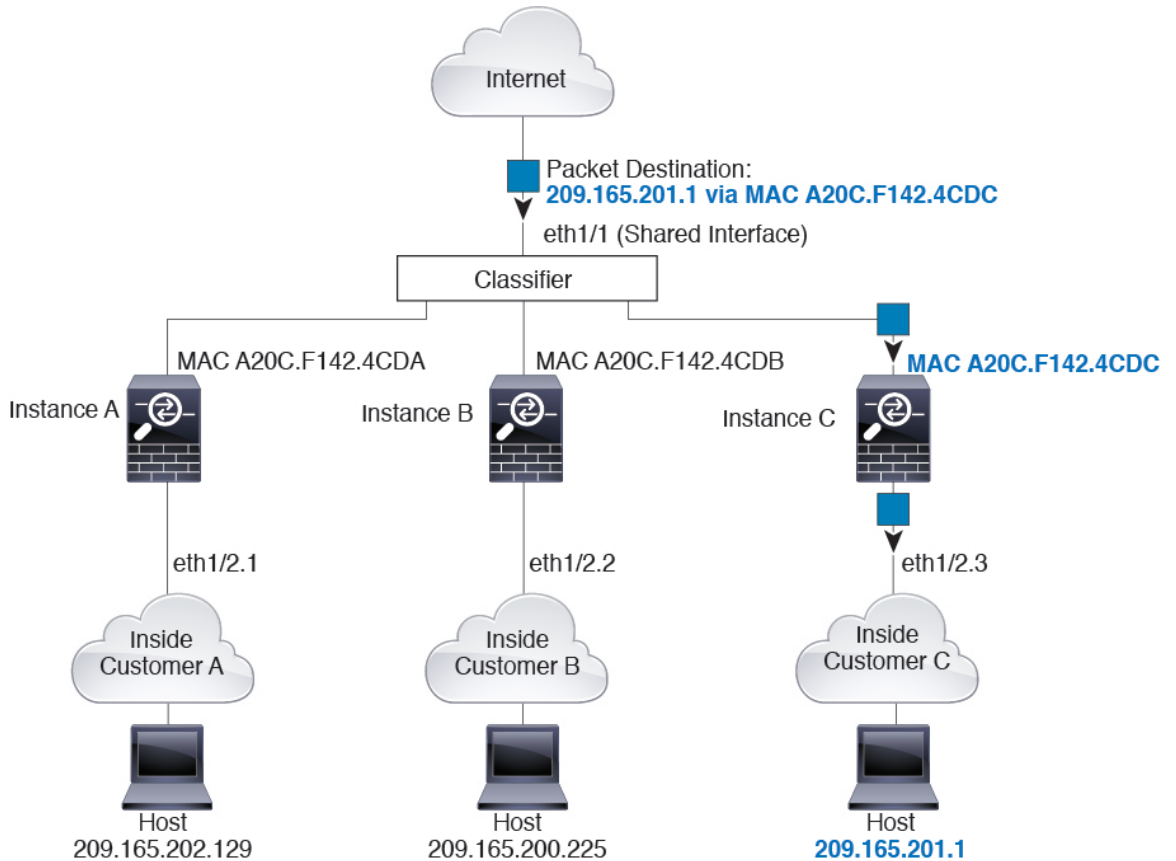 Internet
Packet Destination:
209.165.201.1 via MAC A20C.F142.4CDC
eth1/1 (Shared Interface)
Classifier
MAC A20C.F142.4CDA
MAC A20C.F142.4CDB
MAC A20C.F142.4CDC
Instance A
Instance B
Instance C
eth1/2.1
eth1/2.2
eth1/2.3
Inside
Customer A
Inside
Customer B
Inside
Customer C
Host
209.165.202.129
Host
209.165.200.225
Host
209.165.201.1